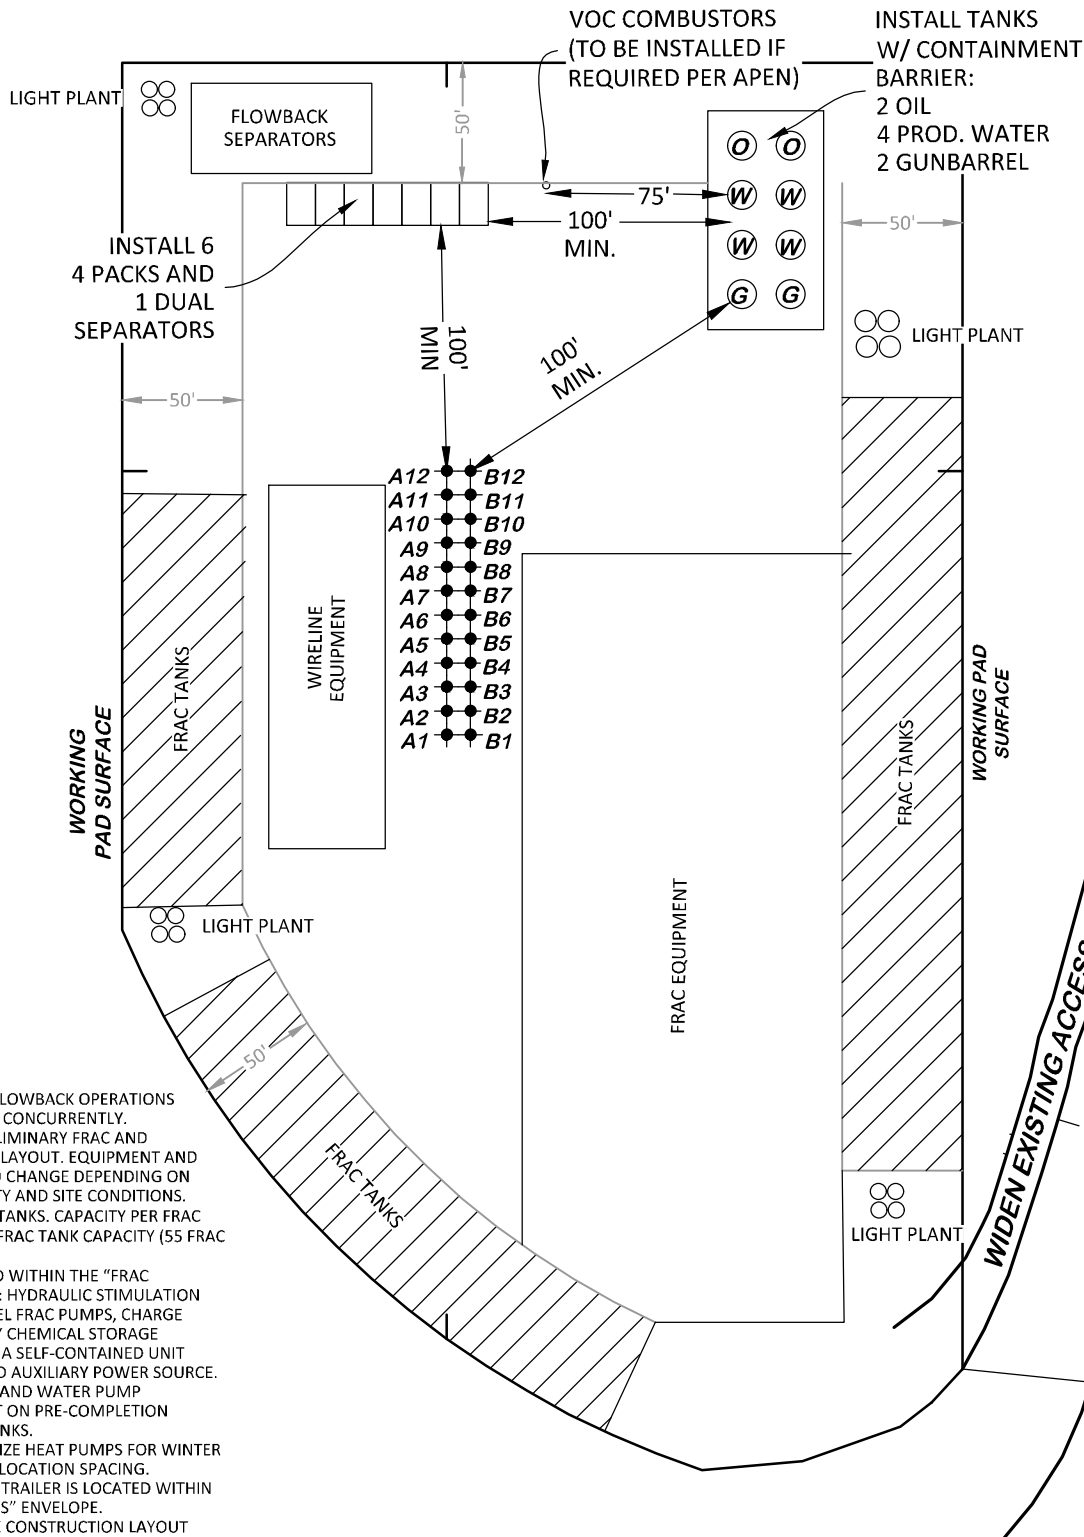 VOC COMBUSTORS
(TO BE INSTALLED IF
REQUIRED PER APEN)
INSTALL TANKS
W/ CONTAINMENT
BARRIER:
2 OIL
4 PROD. WATER
2 GUNBARREL
LIGHT PLANT
FLOWBACK
SEPARATORS
50'
O O
W W
W W
G G
75'
100'
MIN.
50'
INSTALL 6
4 PACKS AND
1 DUAL
SEPARATORS
100'
MIN
100'
MIN.
LIGHT PLANT
50'
A12 B12
A11 B11
A10 B10
A9 B9
A8 B8
A7 B7
A6 B6
A5 B5
A4 B4
A3 B3
A2 B2
A1 B1
WIRELINE
EQUIPMENT
FRAC TANKS
WORKING
PAD SURFACE
FRAC TANKS
WORKING PAD
SURFACE
FRAC EQUIPMENT
LIGHT PLANT
50'
FRAC TANKS
WIDEN EXISTING ACCESS
LIGHT PLANT
LOWBACK OPERATIONS
CONCURRENTLY.
LIMINARY FRAC AND
LAYOUT. EQUIPMENT AND
CHANGE DEPENDING ON
TY AND SITE CONDITIONS.
TANKS. CAPACITY PER FRAC
FRAC TANK CAPACITY (55 FRAC
D WITHIN THE "FRAC
: HYDRAULIC STIMULATION
EL FRAC PUMPS, CHARGE
Y CHEMICAL STORAGE
A SELF-CONTAINED UNIT
D AUXILIARY POWER SOURCE.
AND WATER PUMP
T ON PRE-COMPLETION
NKS.
IZE HEAT PUMPS FOR WINTER
LOCATION SPACING.
TRAILER IS LOCATED WITHIN
S" ENVELOPE.
E CONSTRUCTION LAYOUT